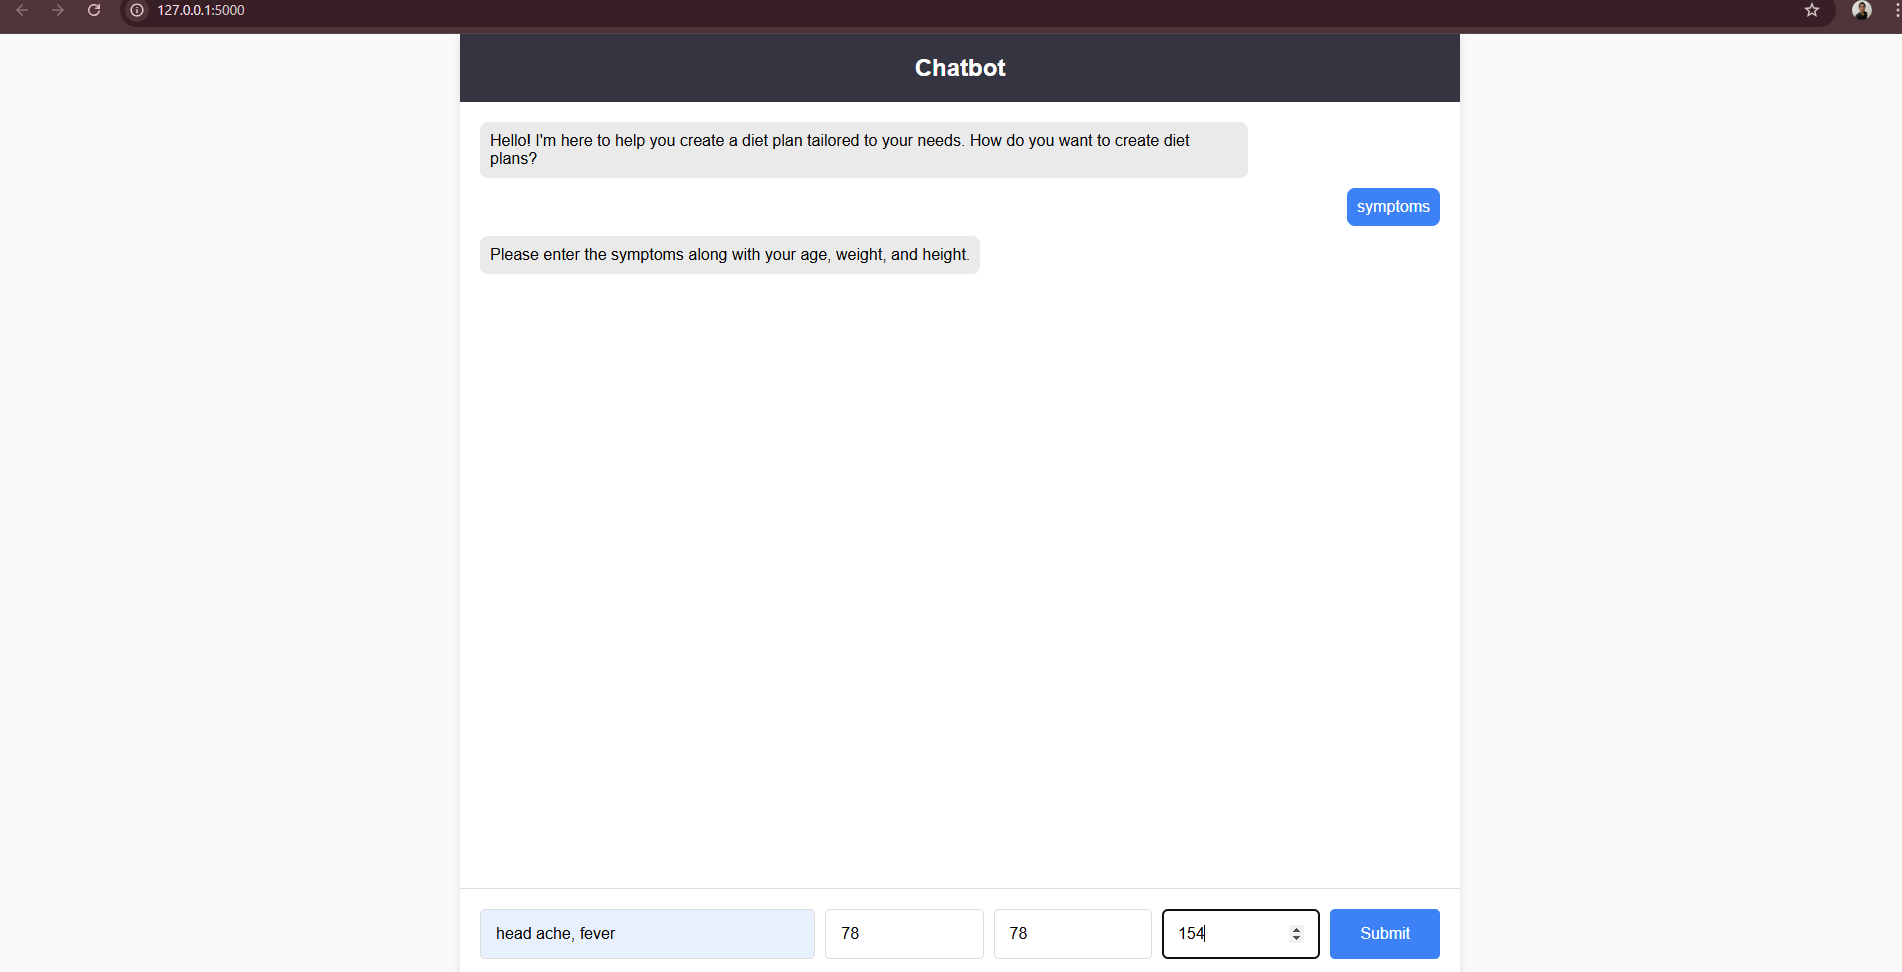 127.0.0.1:5000
Chatbot
Hello! I'm here to help you create a diet plan tailored to your needs. How do you want to create diet
plans?
symptoms
Please enter the symptoms along with your age, weight, and height.
head ache, fever
78
78
154
Submit